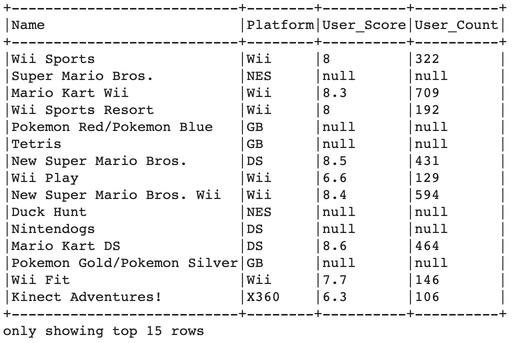 +---------------------------+--------+----------+----------+
|Name                       |Platform|User_Score|User_Count|
+---------------------------+--------+----------+----------+
|Wii Sports                 |Wii     |8         |322       |
|Super Mario Bros.          |NES     |null      |null      |
|Mario Kart Wii             |Wii     |8.3       |709       |
|Wii Sports Resort          |Wii     |8         |192       |
|Pokemon Red/Pokemon Blue   |GB      |null      |null      |
|Tetris                     |GB      |null      |null      |
|New Super Mario Bros.      |DS      |8.5       |431       |
|Wii Play                   |Wii     |6.6       |129       |
|New Super Mario Bros. Wii  |Wii     |8.4       |594       |
|Duck Hunt                  |NES     |null      |null      |
|Nintendogs                 |DS      |null      |null      |
|Mario Kart DS              |DS      |8.6       |464       |
|Pokemon Gold/Pokemon Silver|GB      |null      |null      |
|Wii Fit                    |Wii     |7.7       |146       |
|Kinect Adventures!         |X360    |6.3       |106       |
+---------------------------+--------+----------+----------+
only showing top 15 rows